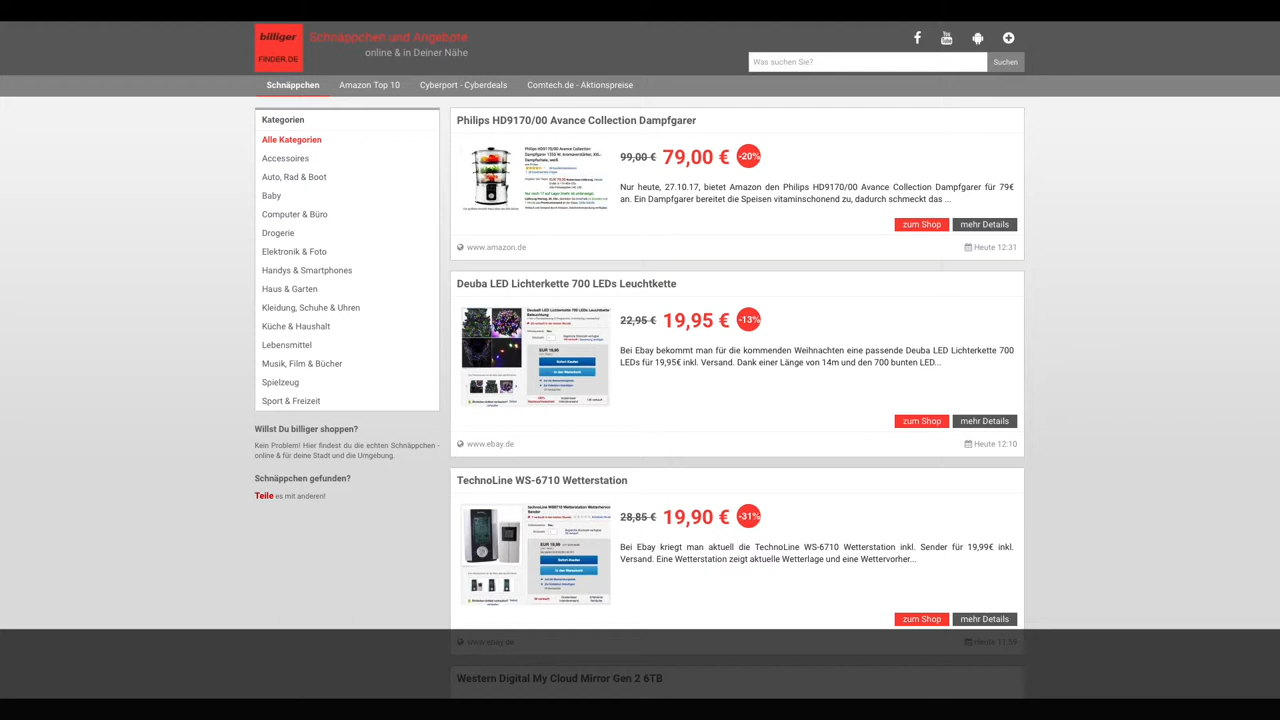 billiger
FINDER.DE
Schnäppchen und Angebote
online & in Deiner Nähe
Was suchen Sie?
Suchen
Schnäppchen
Amazon Top 10
Cyberport - Cyberdeals
Comtech.de - Aktionspreise
Kategorien
Alle Kategorien
Accessoires
Auto, Rad & Boot
Baby
Computer & Büro
Drogerie
Elektronik & Foto
Handys & Smartphones
Haus & Garten
Kleidung, Schuhe & Uhren
Küche & Haushalt
Lebensmittel
Musik, Film & Bücher
Spielzeug
Sport & Freizeit
Willst Du billiger shoppen?
Kein Problem! Hier findest du die echten Schnäppchen -
online & für deine Stadt und die Umgebung.
Schnäppchen gefunden?
Teile es mit anderen!
Philips HD9170/00 Avance Collection Dampfgarer
99,00 € 79,00 € -20%
Nur heute, 27.10.17, bietet Amazon den Philips HD9170/00 Avance Collection Dampfgarer für 79€
an. Ein Dampfgarer bereitet die Speisen vitaminschonend zu, dadurch schmeckt das ...
zum Shop
mehr Details
www.amazon.de
Heute 12:31
Deuba LED Lichterkette 700 LEDs Leuchtkette
22,95 € 19,95 € -13%
Bei Ebay bekommt man für die kommenden Weihnachten eine passende Deuba LED Lichterkette 700
LEDs für 19,95€ inkl. Versand. Dank einer Länge von 14m und den 700 bunten LED...
zum Shop
mehr Details
www.ebay.de
Heute 12:10
TechnoLine WS-6710 Wetterstation
28,85 € 19,90 € -31%
Bei Ebay kriegt man aktuell die TechnoLine WS-6710 Wetterstation inkl. Sender für 19,99€ inkl.
Versand. Eine Wetterstation zeigt aktuelle Wetterlage und eine Wettervorher...
zum Shop
mehr Details
www.ebay.de
Heute 11:59
Western Digital My Cloud Mirror Gen 2 6TB